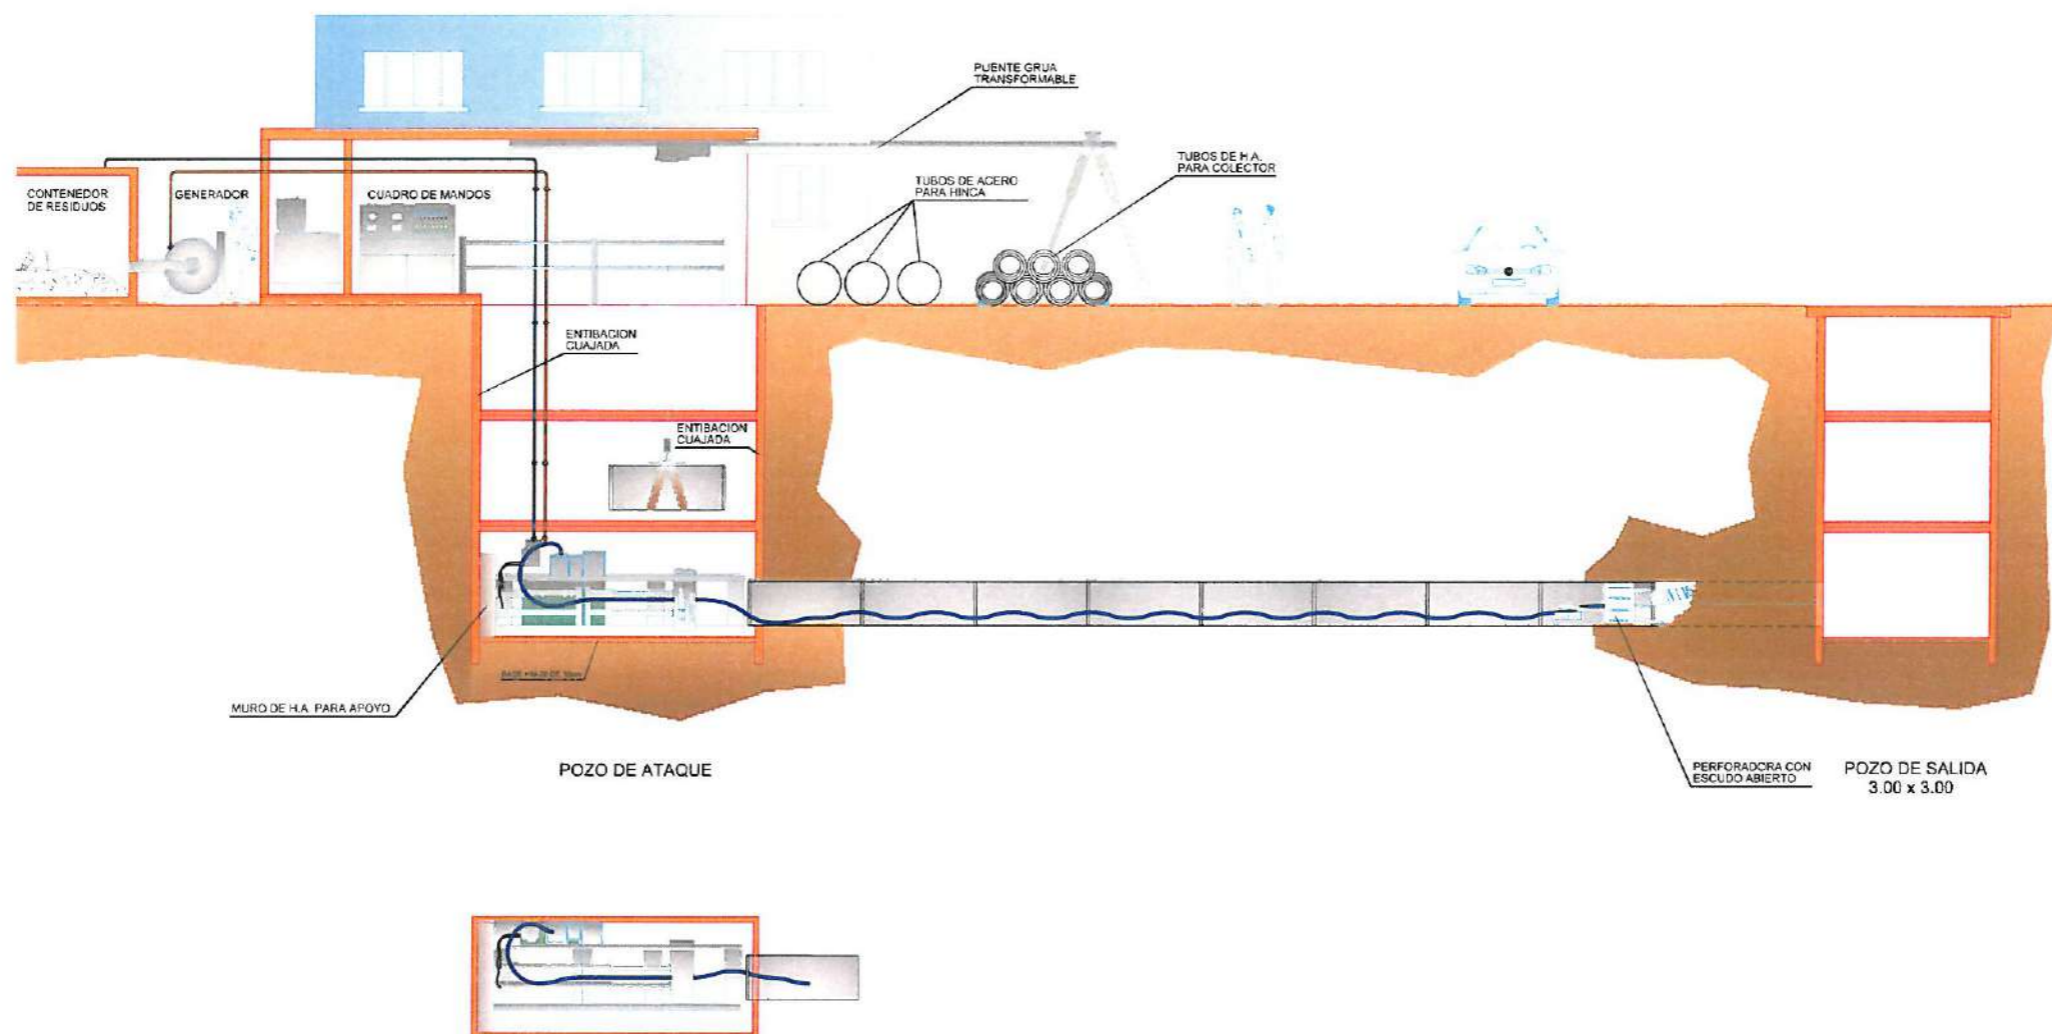 PUENTE GRUA
TRANSFORMABLE
TUBOS DE H.A.
PARA COLECTOR
TUBOS DE ACERO
PARA HINCA
CONTENEDOR
DE RESIDUOS
GENERADOR
CUADRO DE MANDOS
ENTIBACION
CUAJADA
ENTIBACION
CUAJADA
MURO DE H.A. PARA APOYO
POZO DE ATAQUE
PERFORADORA CON
ESCUDO ABIERTO
POZO DE SALIDA
3.00 x 3.00